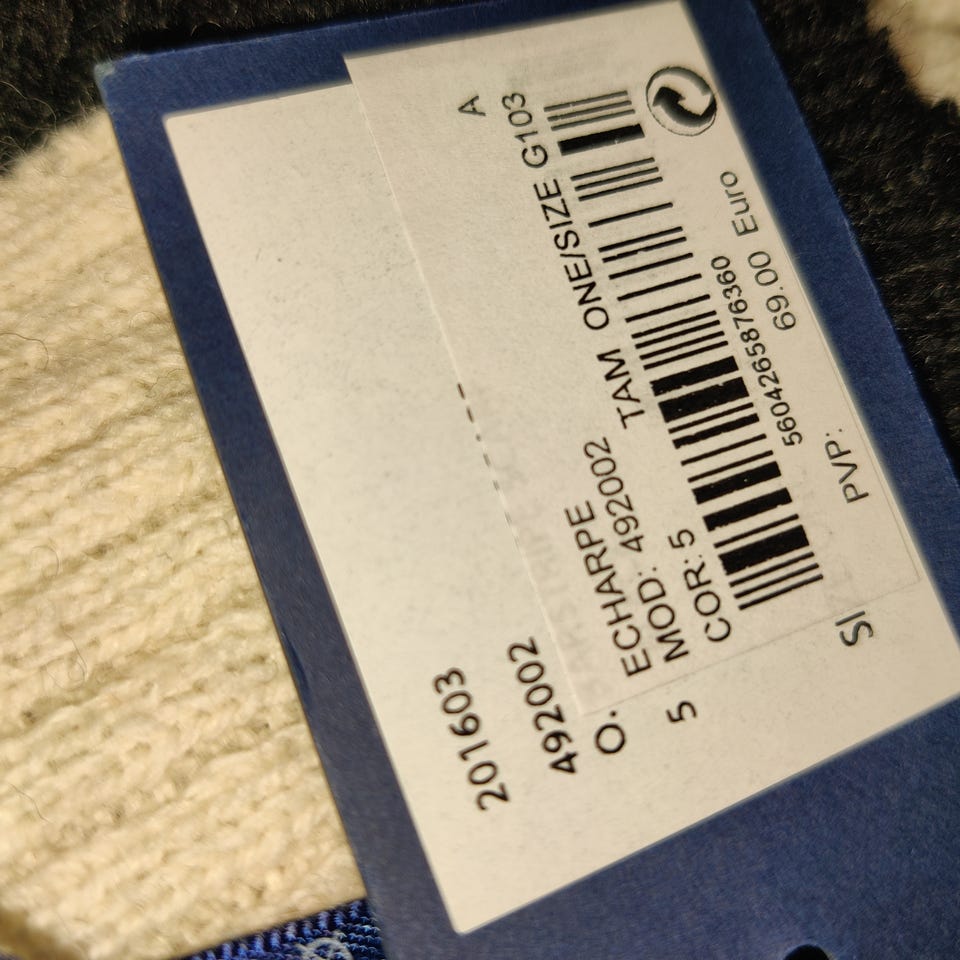 201603
492002
O.
5
SI
A
ECHARPE
MOD: 492002 TAM ONE/SIZE G103
COR:5
5604265876360
PVP: 69.00 Euro